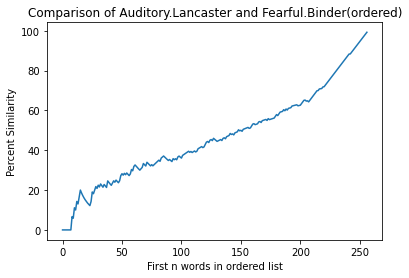 Comparison of Auditory.Lancaster and Fearful.Binder(ordered)
100
80
60
40
20
0
Percent Similarity
0 50 100 150 200 250
First n words in ordered list